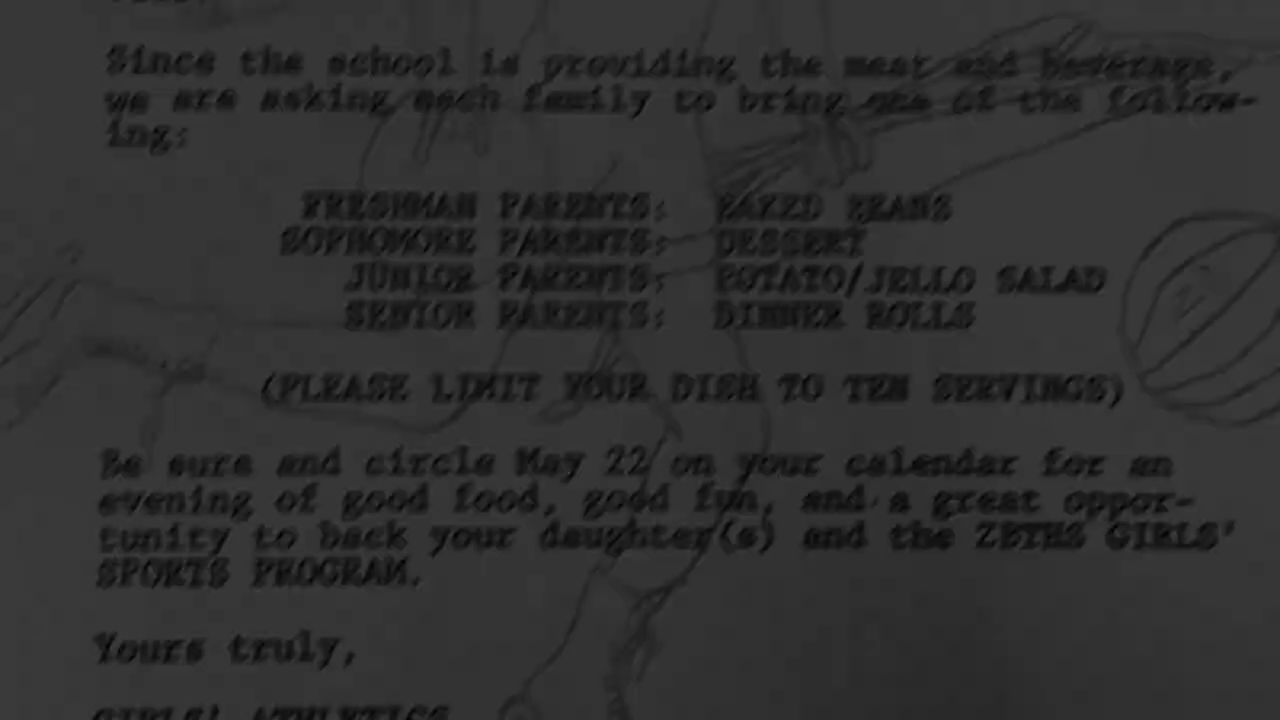 Since the school is providing the meat and beverage,
we are asking each family to bring one of the follow-
ing:
FRESHMAN PARENTS: BAKED BEANS
SOPHOMORE PARENTS: DESSERT
JUNIOR PARENTS: POTATO/JELLO SALAD
SENIOR PARENTS: DINNER ROLLS
(PLEASE LIMIT YOUR DISH TO TEN SERVINGS)
Be sure and circle May 22 on your calendar for an
evening of good food, good fun, and a great oppor-
tunity to back your daughter(s) and the ZBTHS GIRLS'
SPORTS PROGRAM.
Yours truly,
GIRLS' ATHLETICS